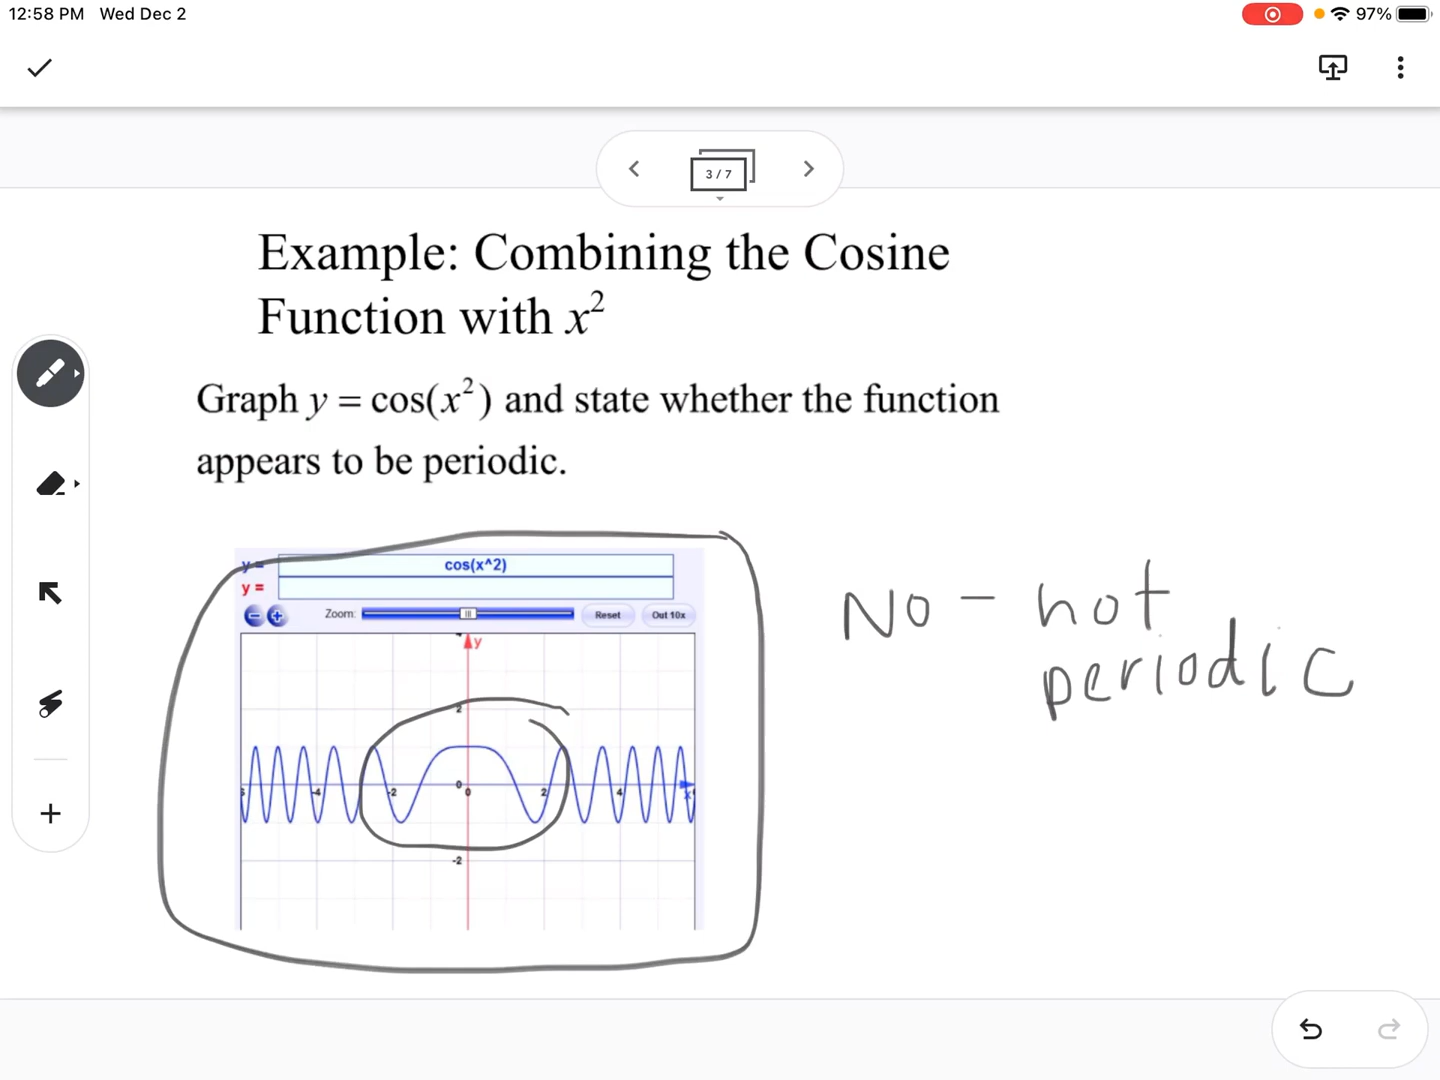 12:58 PM Wed Dec 2
97%
3 / 7
Example: Combining the Cosine
Function with x²
Graph y = cos(x²) and state whether the function
appears to be periodic.
y = cos(x^2)
y =
Zoom: Reset Out 10x
y
2
-4 -2 0 0 2 4 x
-2
No - not
periodic